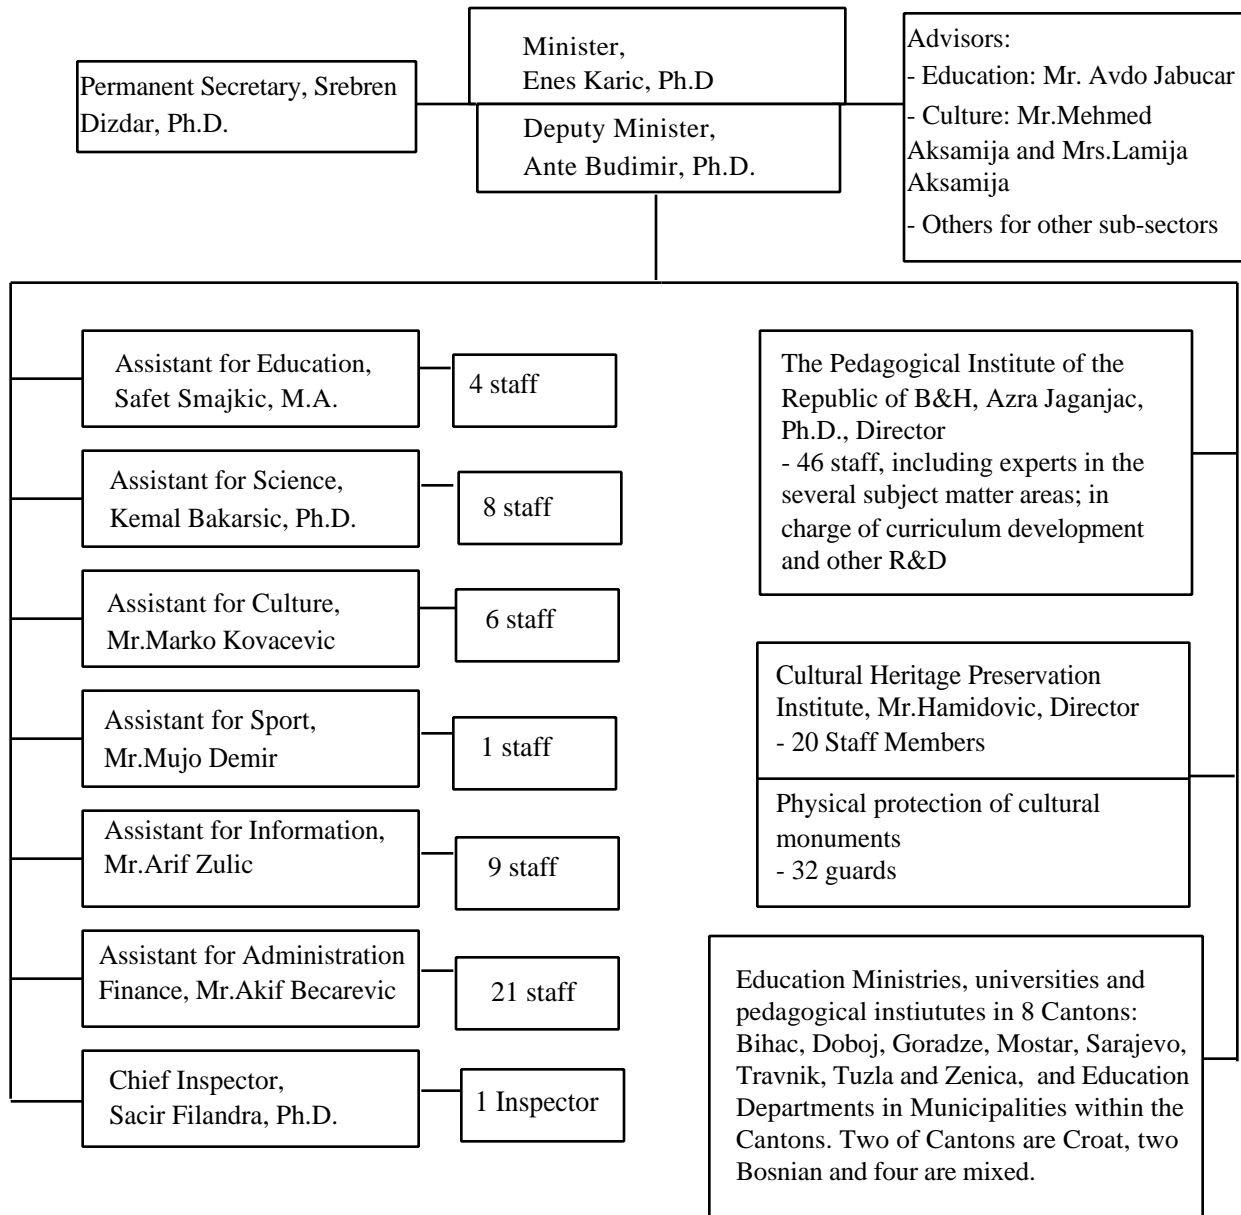 Permanent Secretary, Srebren
Dizdar, Ph.D.
Minister,
Enes Karic, Ph.D
Deputy Minister,
Ante Budimir, Ph.D.
Advisors:
- Education: Mr. Avdo Jabucar
- Culture: Mr.Mehmed
Aksamija and Mrs.Lamija
Aksamija
- Others for other sub-sectors
Assistant for Education,
Safet Smajkic, M.A.
4 staff
Assistant for Science,
Kemal Bakarsic, Ph.D.
8 staff
Assistant for Culture,
Mr.Marko Kovacevic
6 staff
Assistant for Sport,
Mr.Mujo Demir
1 staff
Assistant for Information,
Mr.Arif Zulic
9 staff
Assistant for Administration
Finance, Mr.Akif Becarevic
21 staff
Chief Inspector,
Sacir Filandra, Ph.D.
1 Inspector
The Pedagogical Institute of the
Republic of B&H, Azra Jaganjac,
Ph.D., Director
- 46 staff, including experts in the
several subject matter areas; in
charge of curriculum development
and other R&D
Cultural Heritage Preservation
Institute, Mr.Hamidovic, Director
- 20 Staff Members
Physical protection of cultural
monuments
- 32 guards
Education Ministries, universities and
pedagogical instiututes in 8 Cantons:
Bihac, Doboj, Goradze, Mostar, Sarajevo,
Travnik, Tuzla and Zenica,  and Education
Departments in Municipalities within the
Cantons. Two of Cantons are Croat, two
Bosnian and four are mixed.